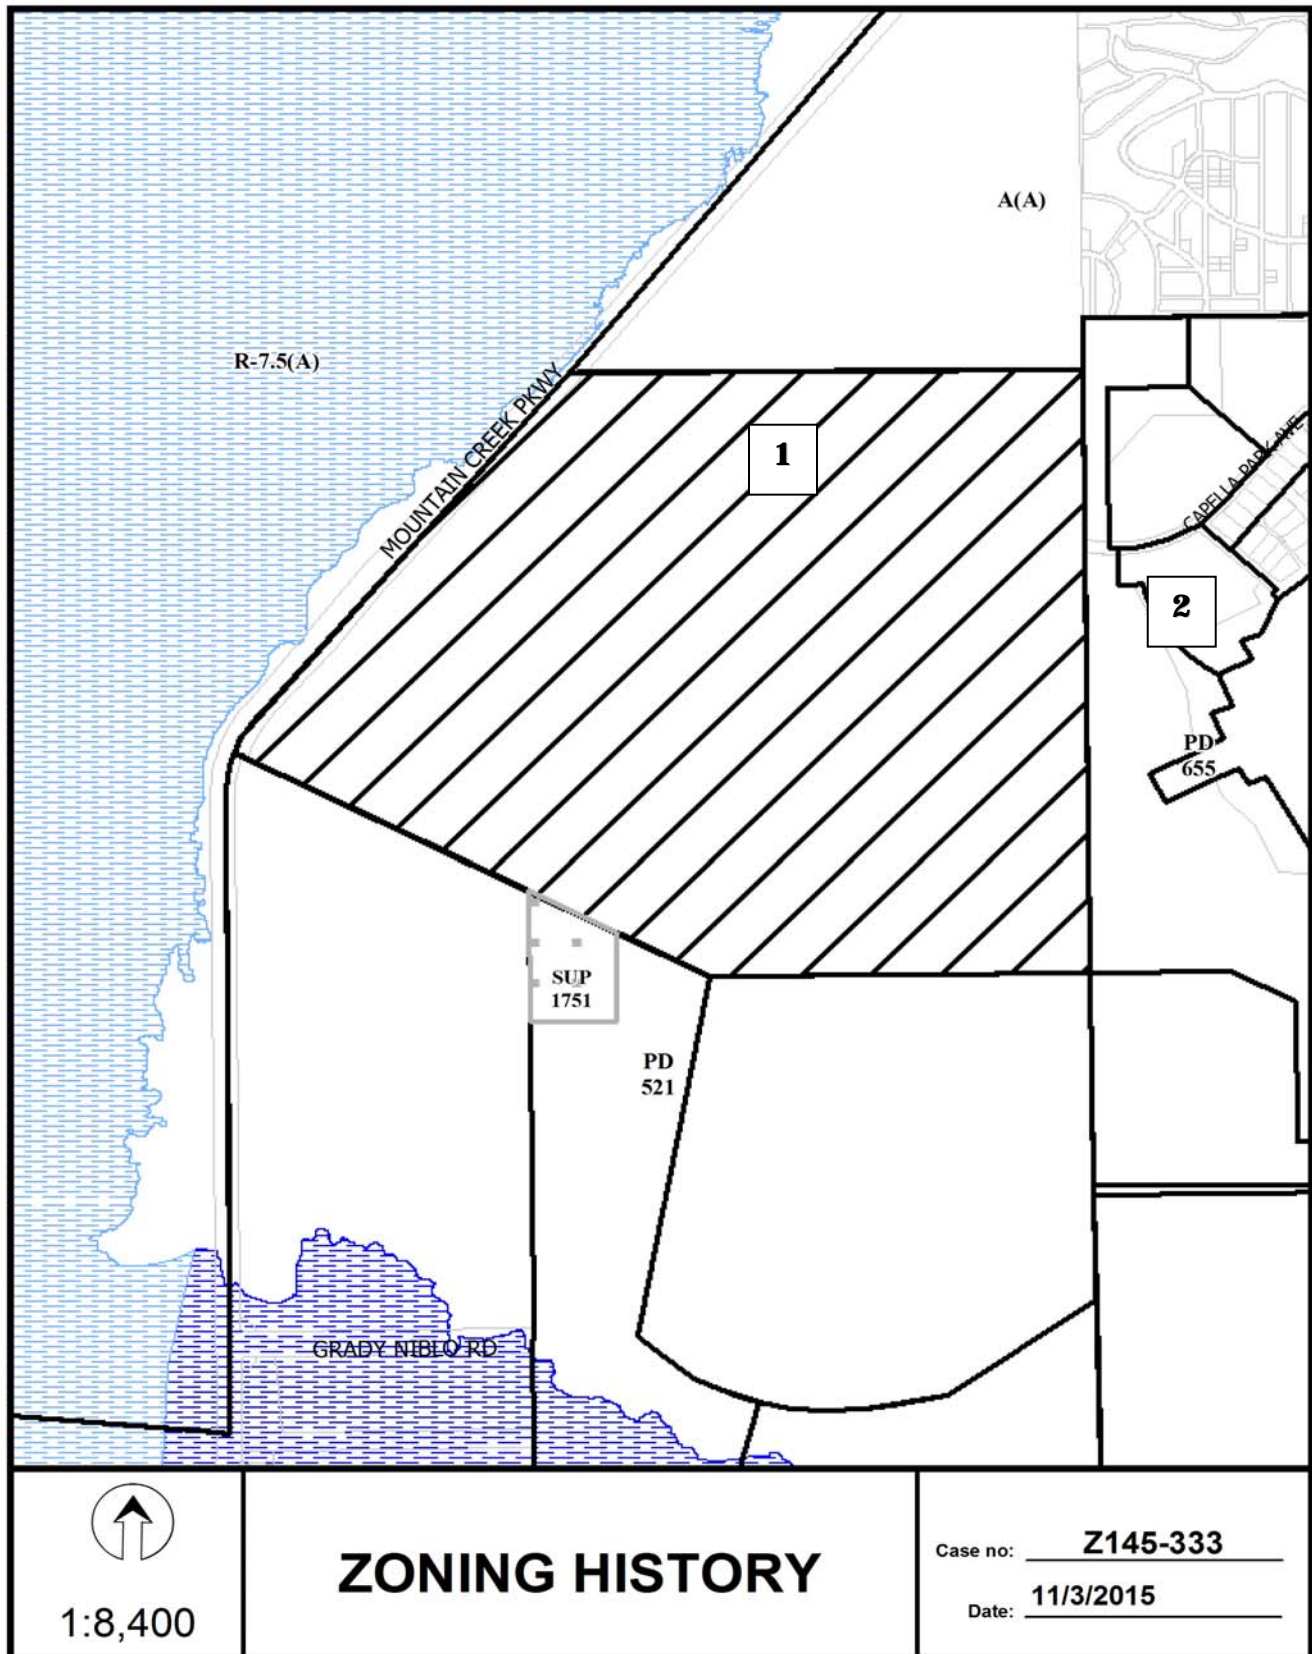 A(A)
R-7.5(A)
MOUNTAIN CREEK PKWY
1
CAPELLA PARK AVE
2
PD
655
SUP
1751
PD
521
GRADY NIBLO RD
1:8,400
ZONING HISTORY
Case no: Z145-333
Date: 11/3/2015